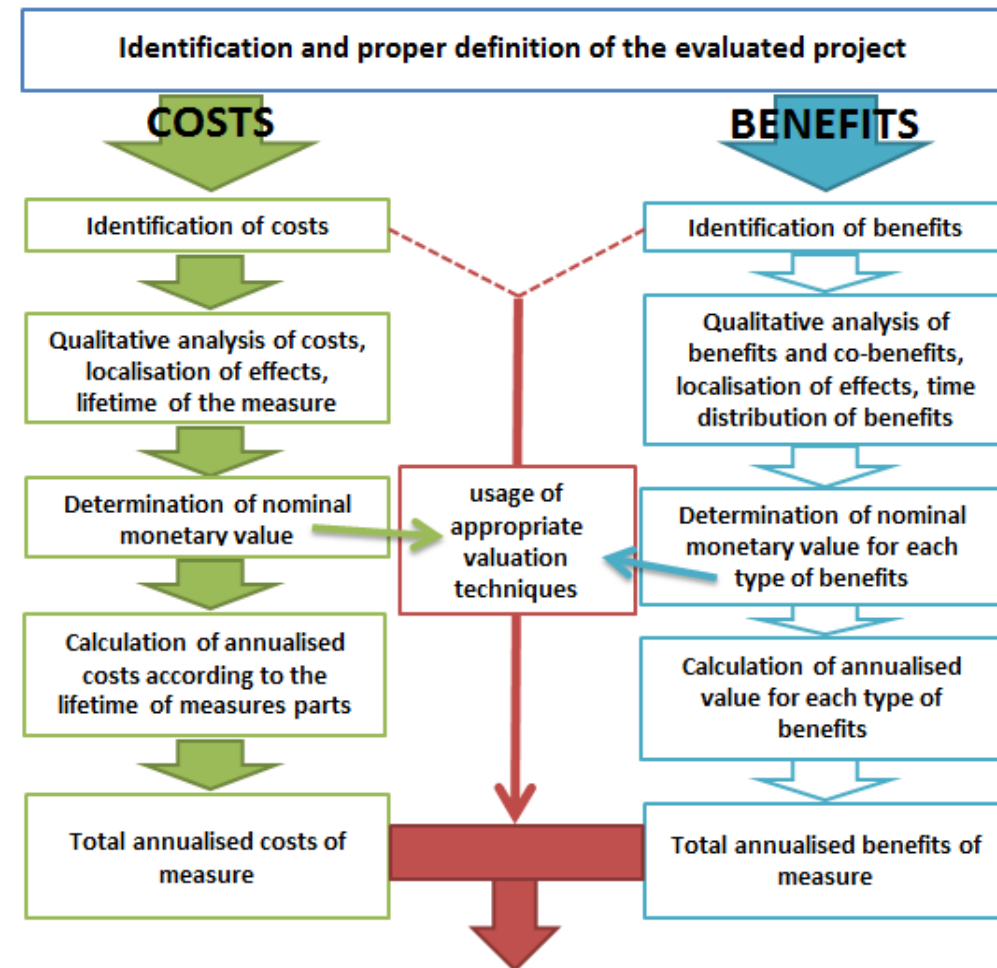 Identification and proper definition of the evaluated project
COSTS
BENEFITS
Identification of costs
Identification of benefits
Qualitative analysis of costs,
localisation of effects,
lifetime of the measure
Qualitative analysis of
benefits and co-benefits,
localisation of effects, time
distribution of benefits
Determination of nominal
monetary value
usage of
appropriate
valuation
techniques
Determination of nominal
monetary value for each
type of benefits
Calculation of annualised
costs according to the
lifetime of measures parts
Calculation of annualised
value for each type of
benefits
Total annualised costs of
measure
Total annualised benefits of
measure